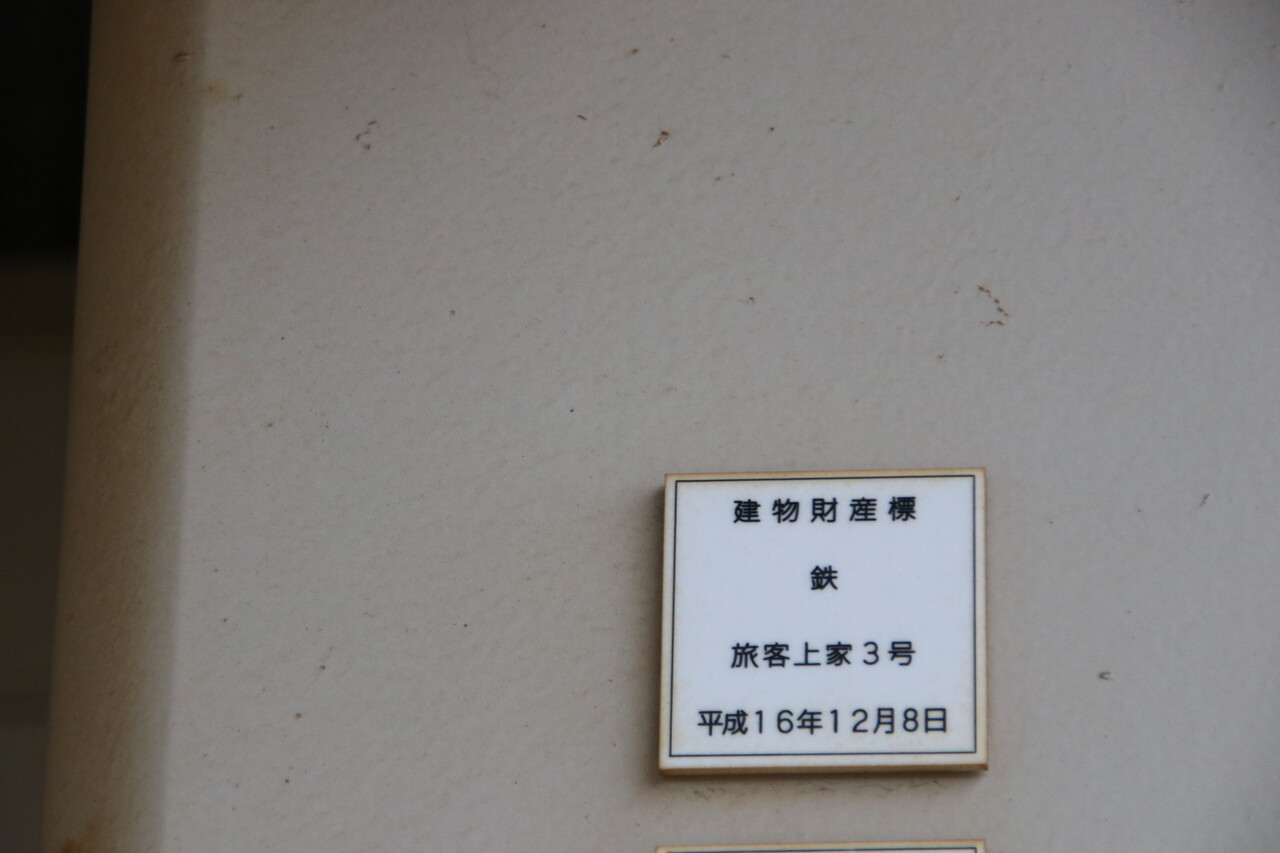 建物財産標
鉄
旅客上家3号
平成16年12月8日